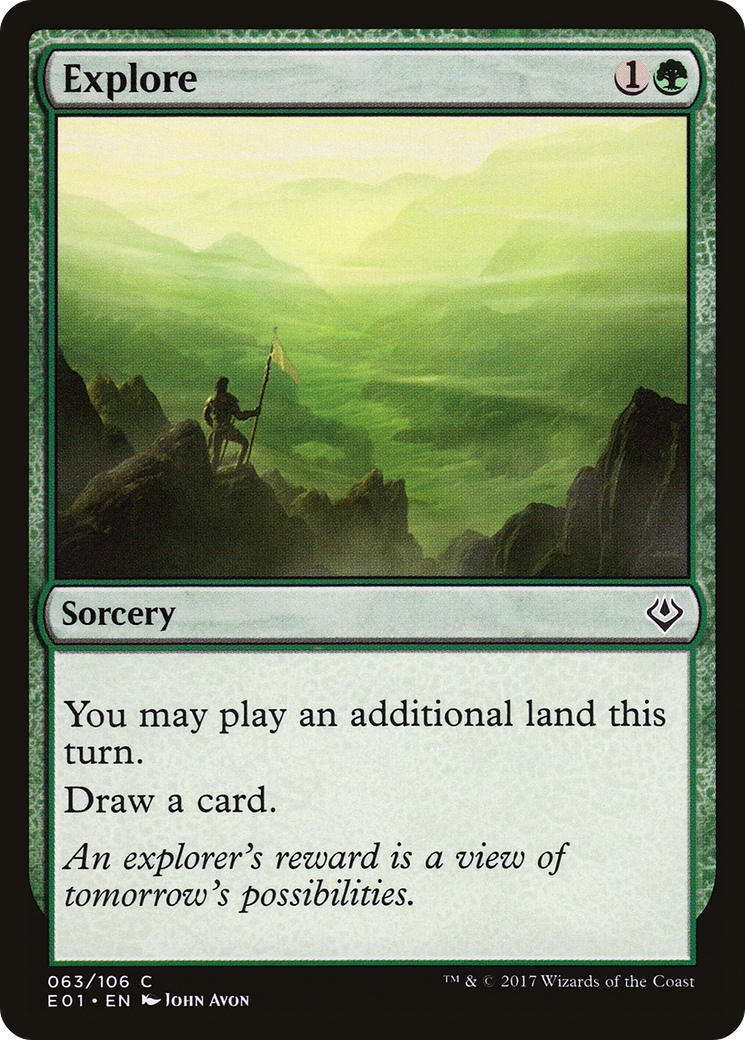 Explore 1
Sorcery
You may play an additional land this
turn.
Draw a card.
An explorer's reward is a view of
tomorrow's possibilities.
063/106 C
E01 • EN JOHN AVON
™ & © 2017 Wizards of the Coast